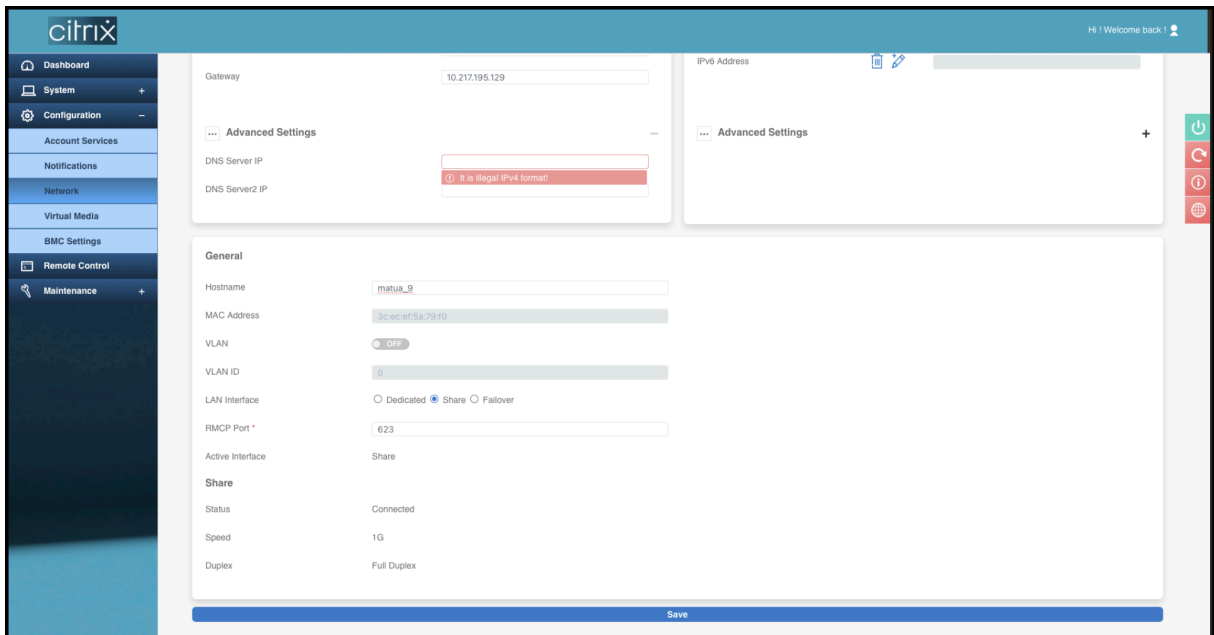 citrix
Hi ! Welcome back !
Dashboard
System +
Configuration −
Account Services
Notifications
Network
Virtual Media
BMC Settings
Remote Control
Maintenance +
Gateway 10.217.195.129
... Advanced Settings −
DNS Server IP
It is illegal IPv4 format!
DNS Server2 IP
IPv6 Address
... Advanced Settings +
General
Hostname matua_9
MAC Address 3c:ec:ef:5a:79:f0
VLAN OFF
VLAN ID 0
LAN Interface Dedicated Share Failover
RMCP Port * 623
Active Interface Share
Share
Status Connected
Speed 1G
Duplex Full Duplex
Save